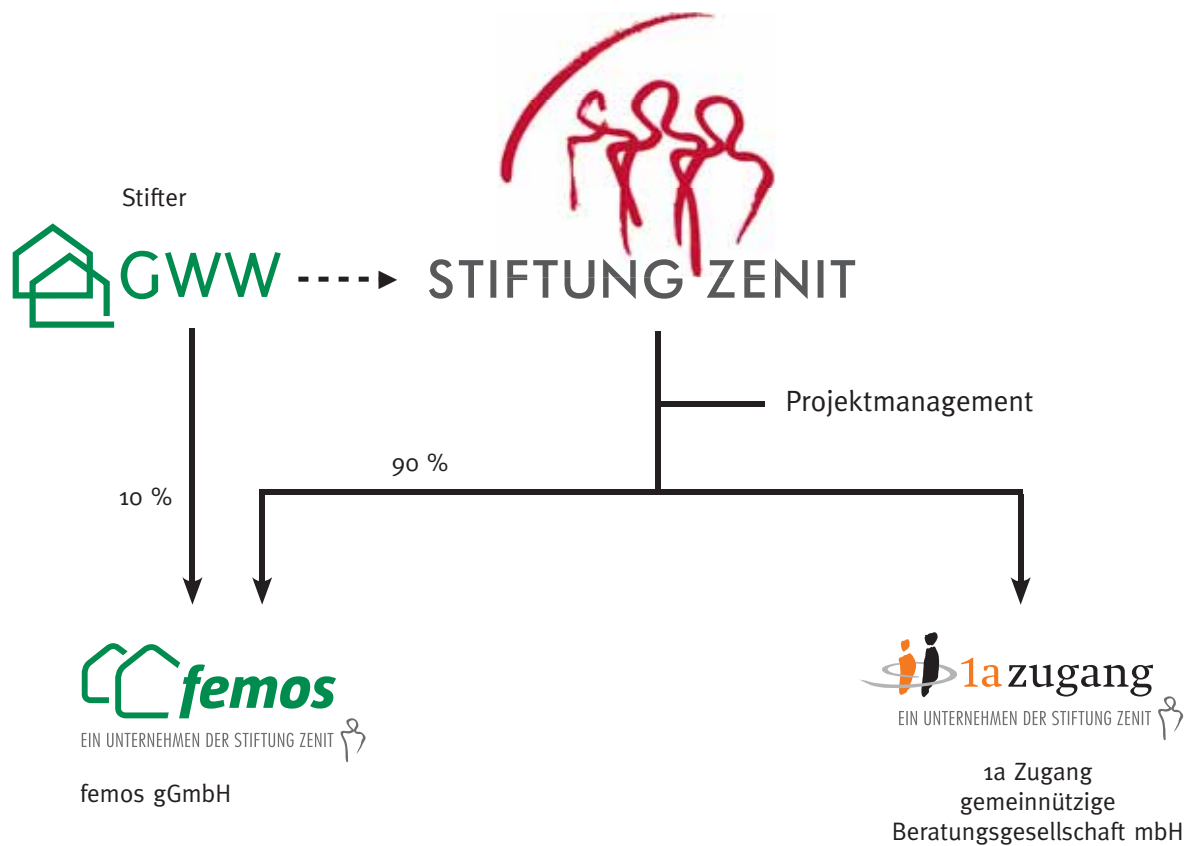 Stifter
GWW
STIFTUNG ZENIT
Projektmanagement
90 %
10 %
femos
EIN UNTERNEHMEN DER STIFTUNG ZENIT
femos gGmbH
1a zugang
EIN UNTERNEHMEN DER STIFTUNG ZENIT
1a Zugang
gemeinnützige
Beratungsgesellschaft mbH